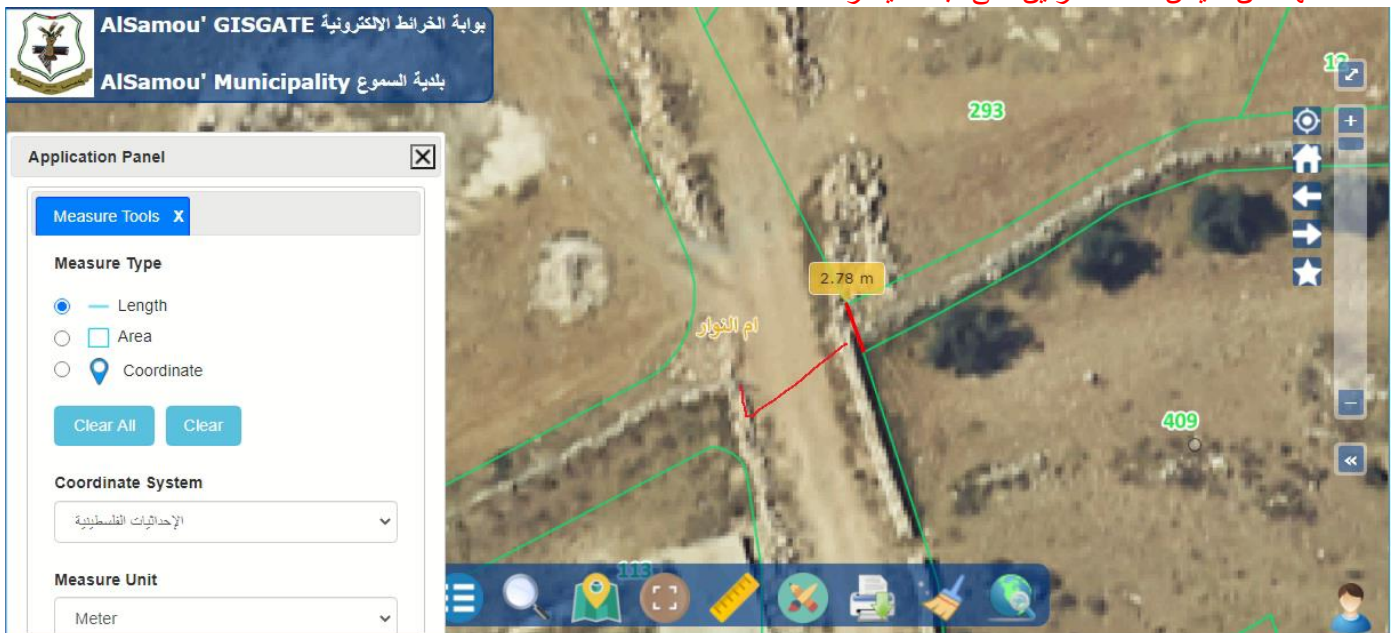 AlSamou' GISGATE بوابة الخرائط الالكترونية
AlSamou' Municipality بلدية السموع
12
293
Application Panel
Measure Tools X
Measure Type
Length
Area
Coordinate
Clear All Clear
Coordinate System
الإحداثيات الفلسطينية
Measure Unit
Meter
2.78 m
ام النوار
409
113